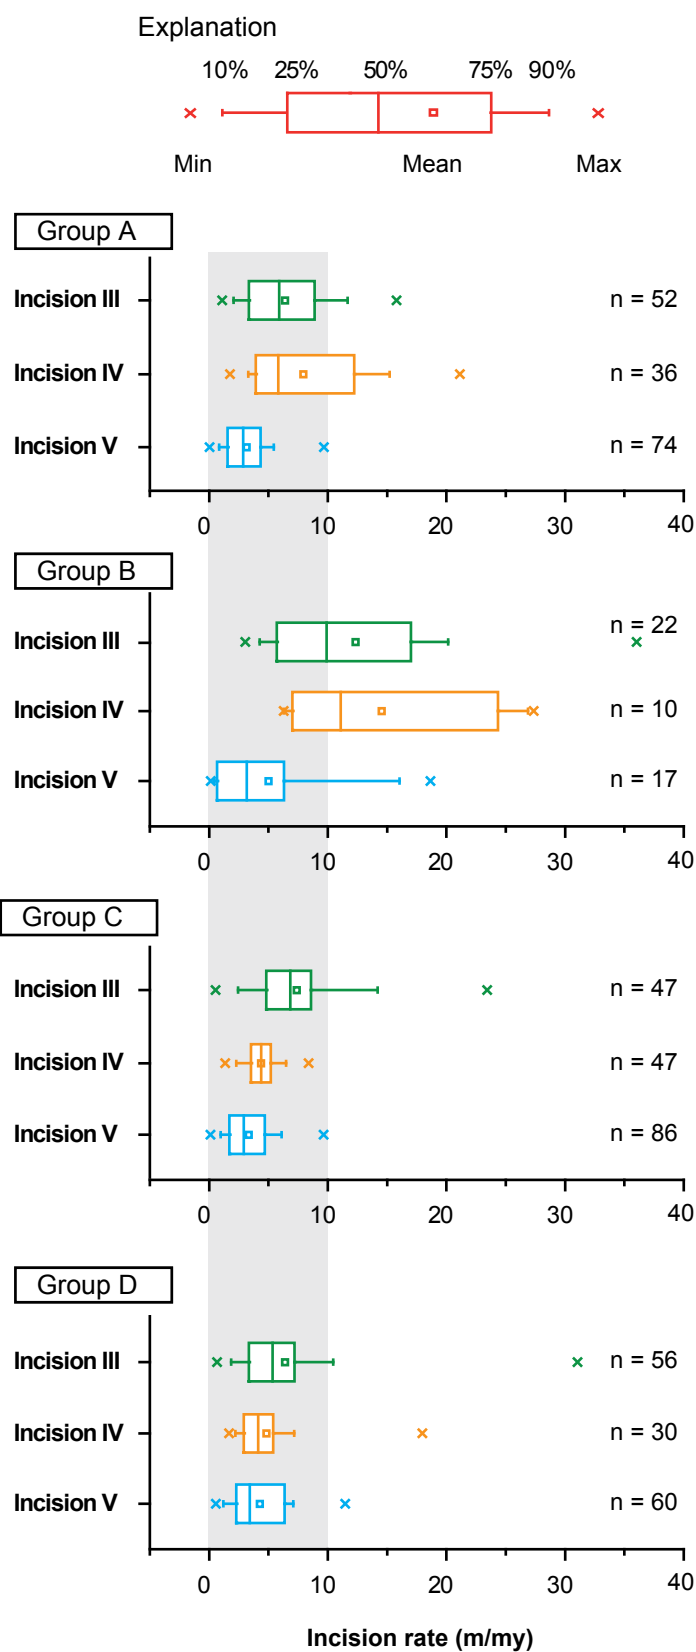 Explanation
10% 25% 50% 75% 90%
Min Mean Max
Group A
Incision III n = 52
Incision IV n = 36
Incision V n = 74
0 10 20 30 40
Group B
Incision III n = 22
Incision IV n = 10
Incision V n = 17
0 10 20 30 40
Group C
Incision III n = 47
Incision IV n = 47
Incision V n = 86
0 10 20 30 40
Group D
Incision III n = 56
Incision IV n = 30
Incision V n = 60
0 10 20 30 40
Incision rate (m/my)